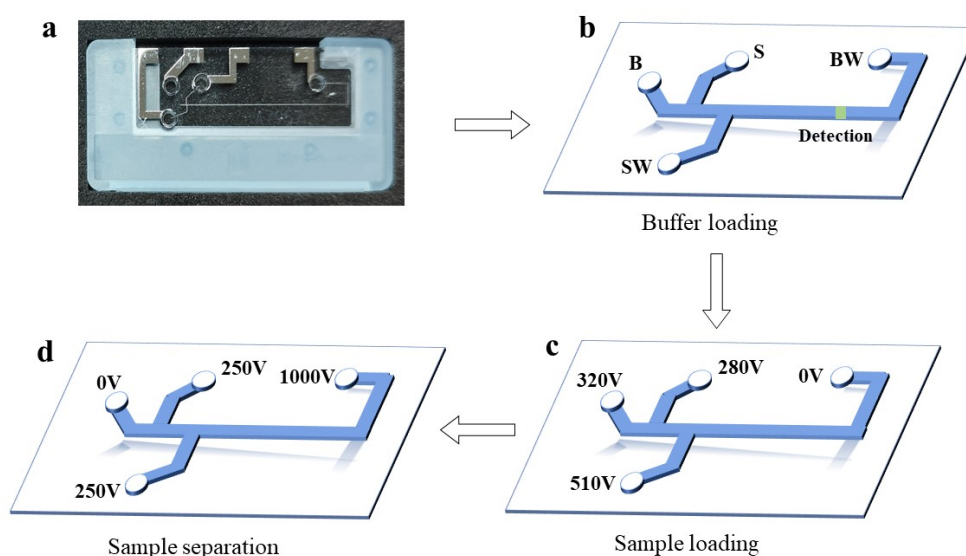 a
b
B
S
BW
Detection
SW
Buffer loading
d
0V
250V
1000V
250V
Sample separation
c
320V
280V
0V
510V
Sample loading